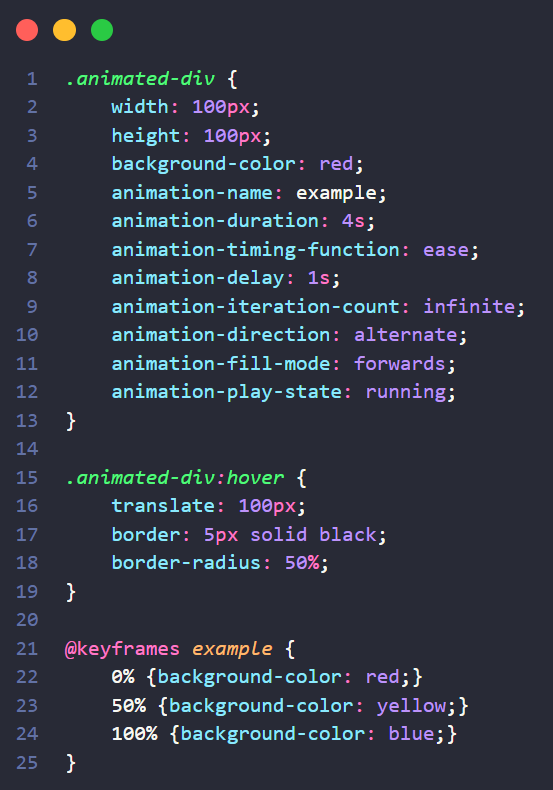 1 .animated-div {
2     width: 100px;
3     height: 100px;
4     background-color: red;
5     animation-name: example;
6     animation-duration: 4s;
7     animation-timing-function: ease;
8     animation-delay: 1s;
9     animation-iteration-count: infinite;
10     animation-direction: alternate;
11     animation-fill-mode: forwards;
12     animation-play-state: running;
13 }
14
15 .animated-div:hover {
16     translate: 100px;
17     border: 5px solid black;
18     border-radius: 50%;
19 }
20
21 @keyframes example {
22     0% {background-color: red;}
23     50% {background-color: yellow;}
24     100% {background-color: blue;}
25 }